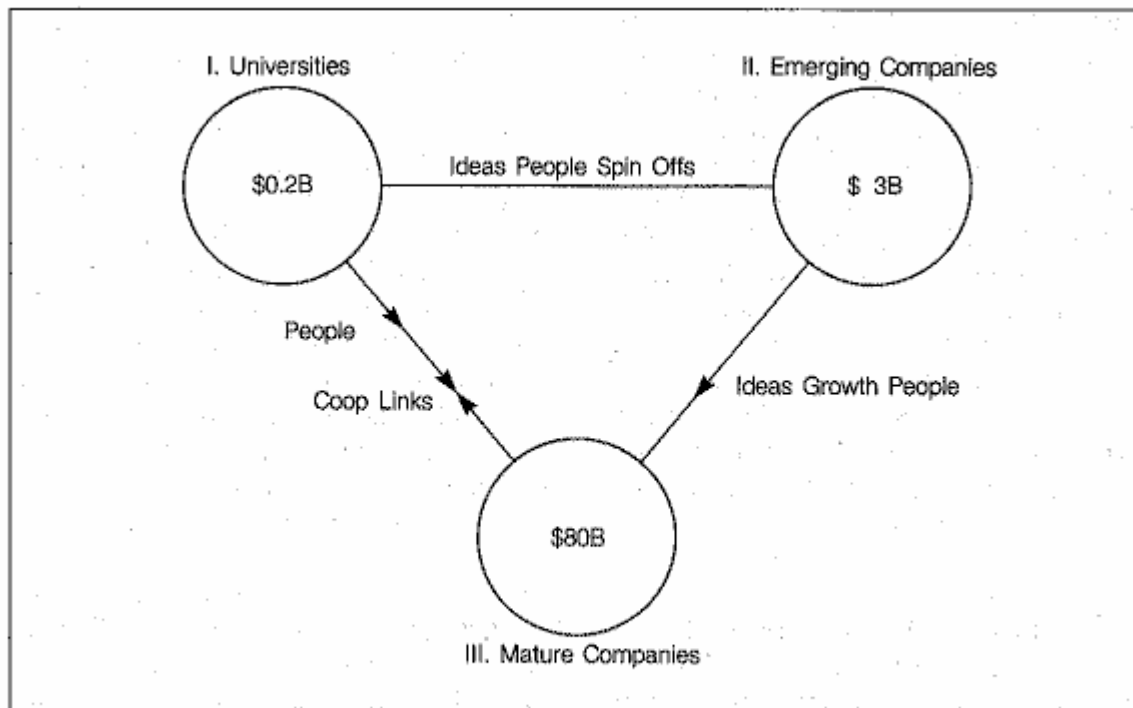 I. Universities
II. Emerging Companies
$0.2B
Ideas People Spin Offs
$ 3B
People
Coop Links
Ideas Growth People
$80B
III. Mature Companies